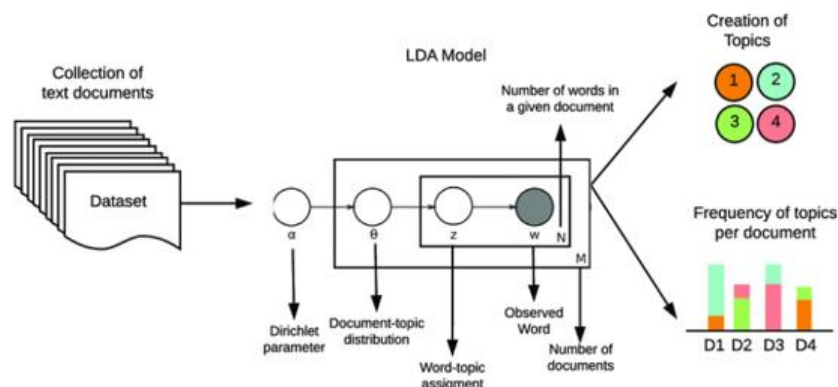 Collection of
text documents
Dataset
LDA Model
Number of words in
a given document
α
θ
z
w
N
M
Dirichlet
parameter
Document-topic
distribution
Word-topic
assigment
Observed
Word
Number of
documents
Creation of
Topics
1
2
3
4
Frequency of topics
per document
D1 D2 D3 D4